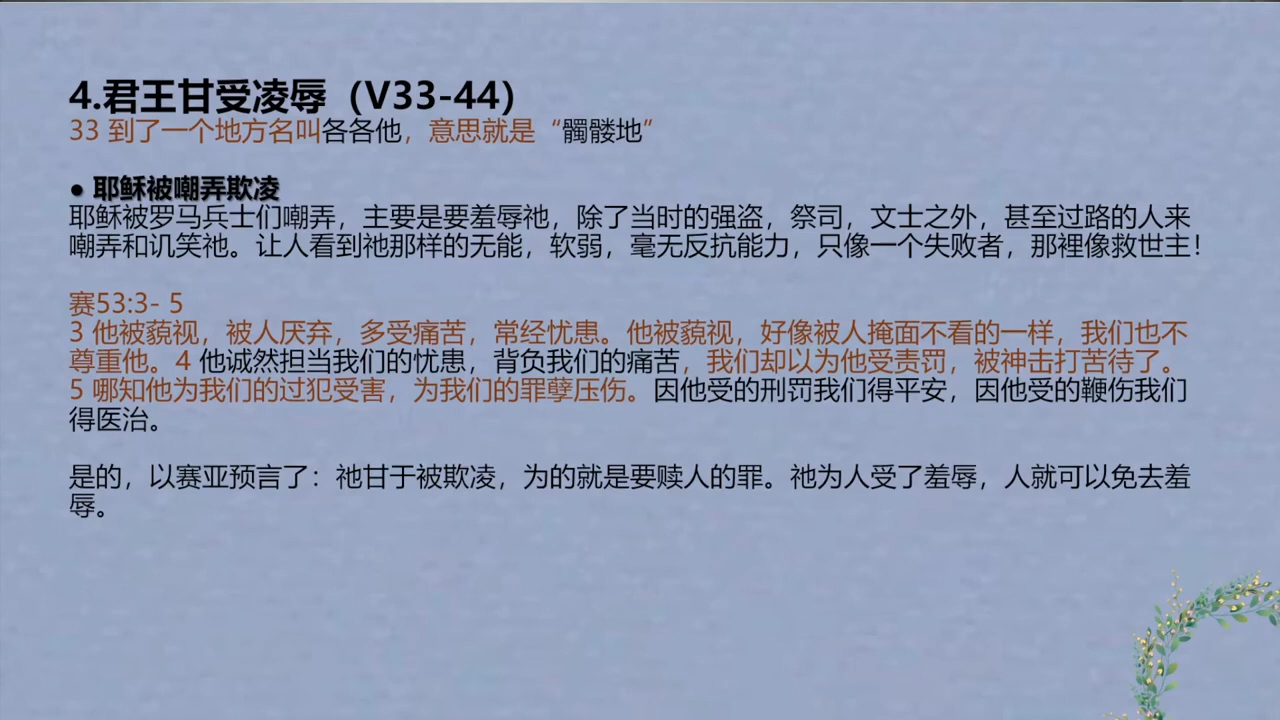 4.君王甘受凌辱（V33-44）
33 到了一个地方名叫各各他，意思就是“髑髅地”
● 耶稣被嘲弄欺凌
耶稣被罗马兵士们嘲弄，主要是要羞辱祂，除了当时的强盗，祭司，文士之外，甚至过路的人来
嘲弄和讥笑祂。让人看到祂那样的无能，软弱，毫无反抗能力，只像一个失败者，那裡像救世主！
赛53:3- 5
3 他被藐视，被人厌弃，多受痛苦，常经忧患。他被藐视，好像被人掩面不看的一样，我们也不
尊重他。4 他诚然担当我们的忧患，背负我们的痛苦，我们却以为他受责罚，被神击打苦待了。
5 哪知他为我们的过犯受害，为我们的罪孽压伤。因他受的刑罚我们得平安，因他受的鞭伤我们
得医治。
是的，以赛亚预言了：祂甘于被欺凌，为的就是要赎人的罪。祂为人受了羞辱，人就可以免去羞
辱。